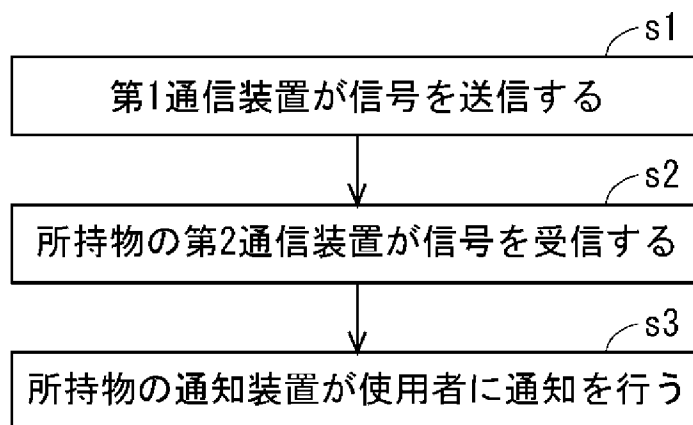 s1
第1通信装置が信号を送信する
s2
所持物の第2通信装置が信号を受信する
s3
所持物の通知装置が使用者に通知を行う